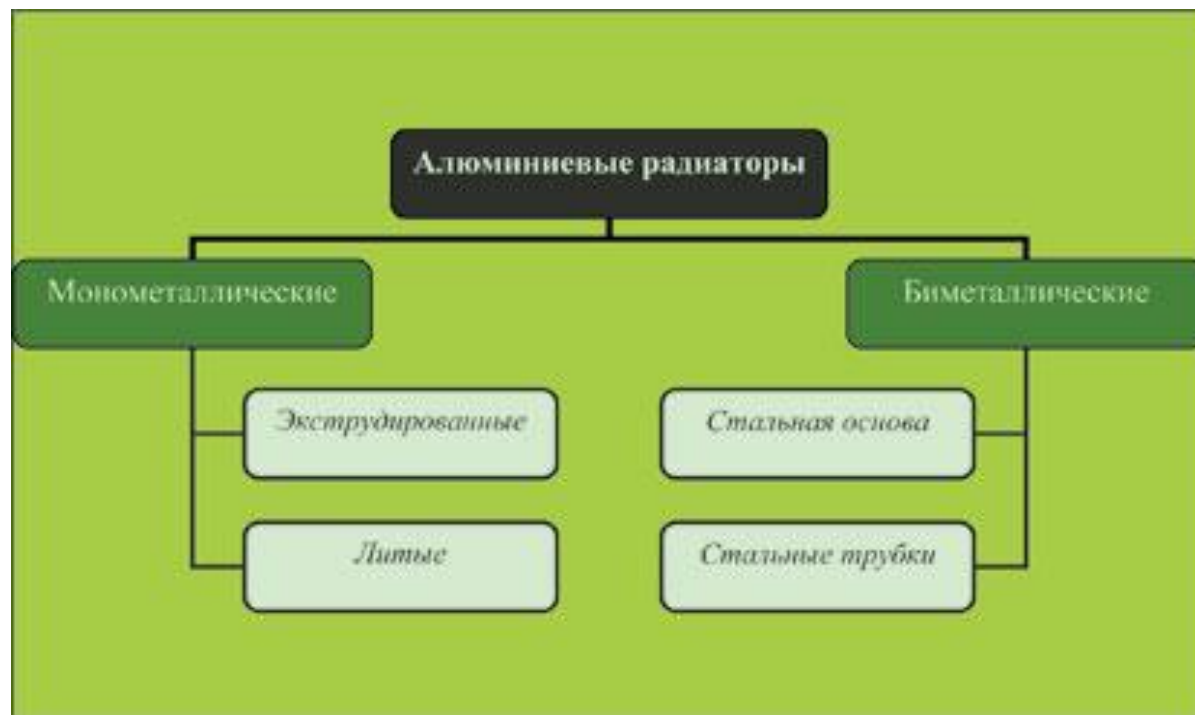 Алюминиевые радиаторы
Монометаллические
Биметаллические
Экструдированные
Стальная основа
Литые
Стальные трубки